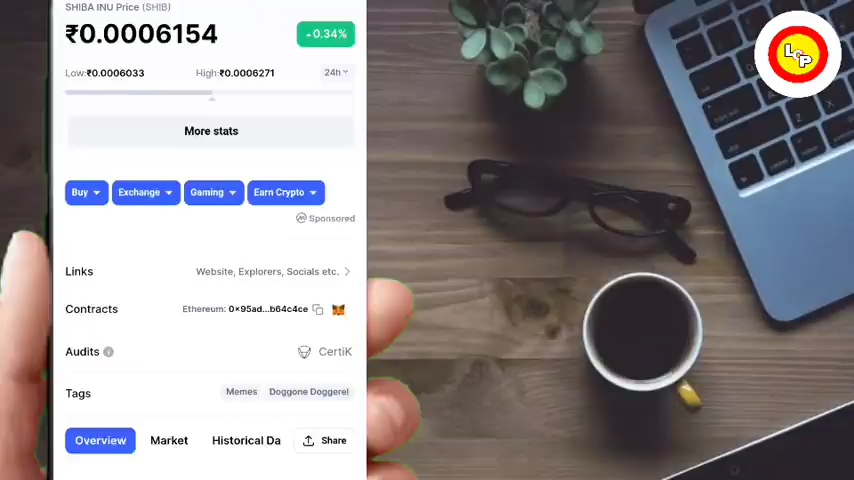 SHIBA INU Price (SHIB)
₹0.0006154
0.34%
Low:₹0.0006033 High:₹0.0006271 24h
More stats
Buy Exchange Gaming Earn Crypto
Sponsored
Links Website, Explorers, Socials etc.
Contracts Ethereum: 0x95ad...b64c4ce
Audits CertiK
Tags Memes Doggone Doggerel
Overview Market Historical Da Share
LCP